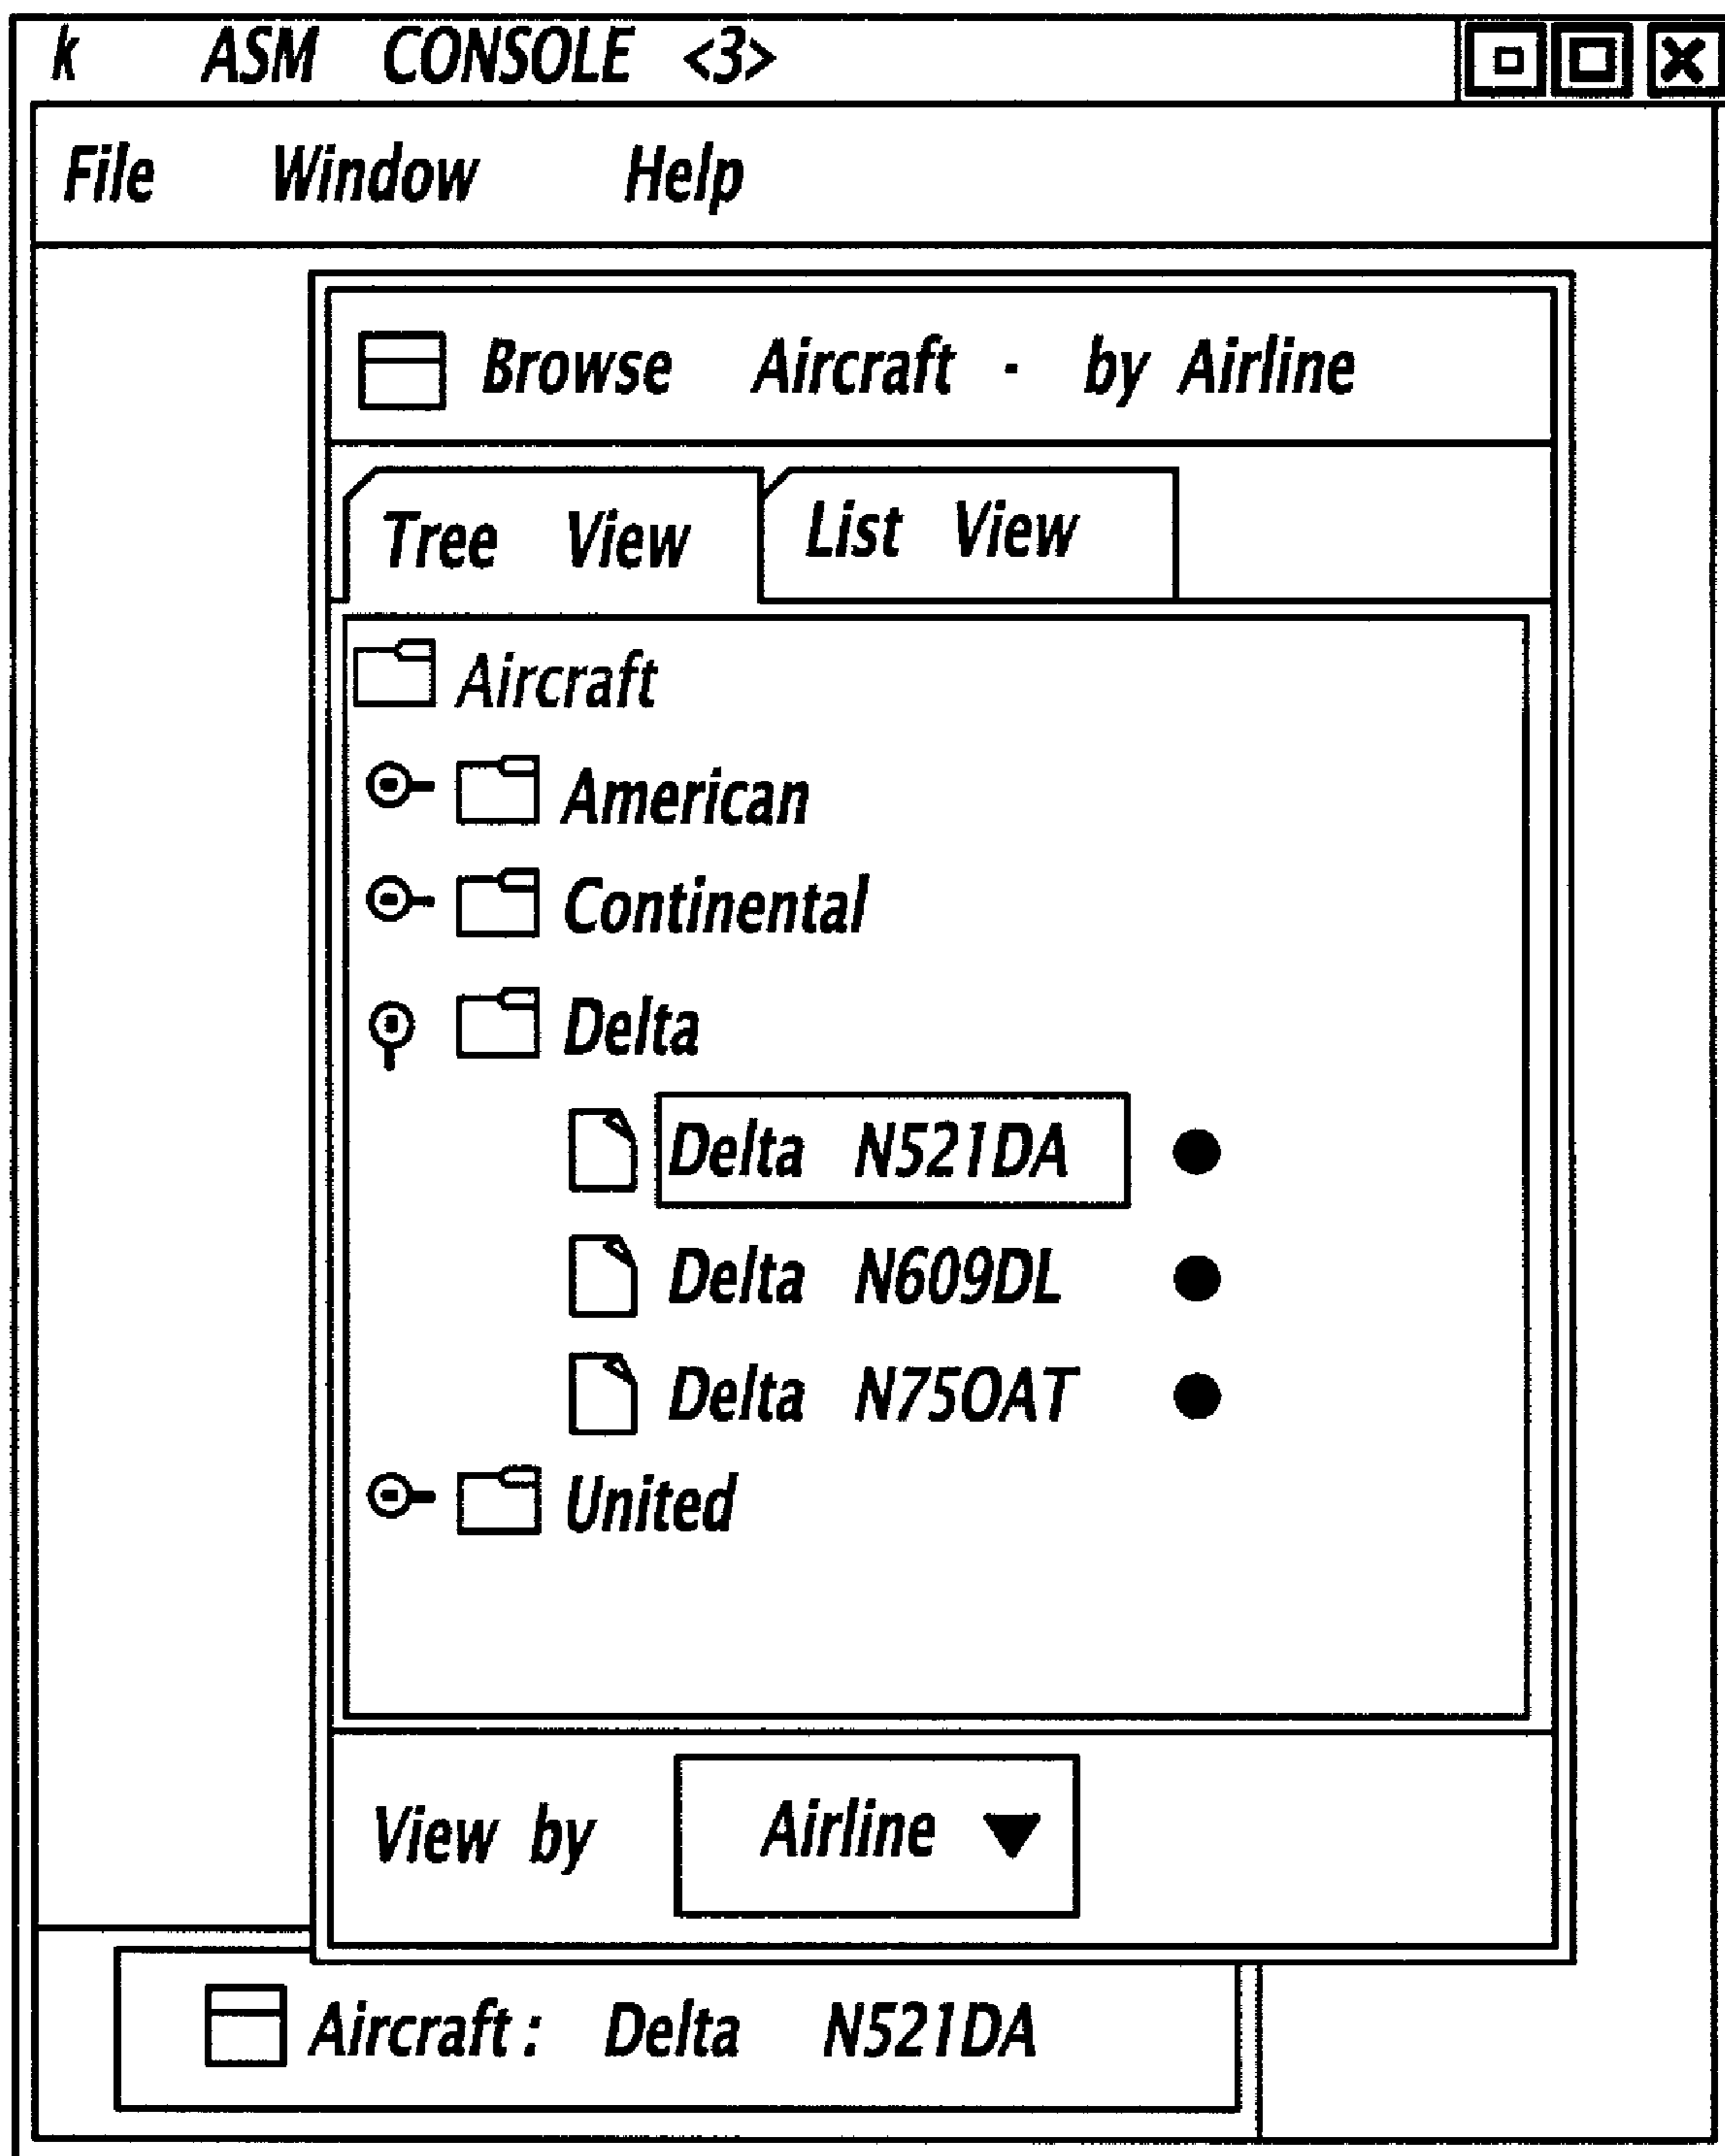 k ASM CONSOLE <3>
File Window Help
Browse Aircraft - by Airline
Tree View List View
Aircraft
American
Continental
Delta
Delta N521DA
Delta N609DL
Delta N750AT
United
View by Airline
Aircraft: Delta N521DA